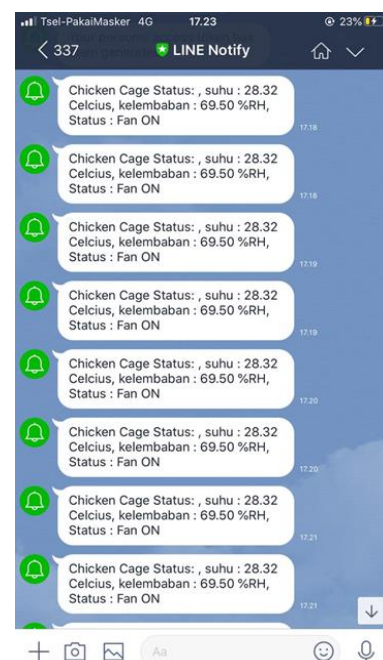 Tsel-PakaiMasker 4G 17.23 23%
337 LINE Notify
Chicken Cage Status: , suhu : 28.32
Celcius, kelembaban : 69.50 %RH,
Status : Fan ON
17.18
Chicken Cage Status: , suhu : 28.32
Celcius, kelembaban : 69.50 %RH,
Status : Fan ON
17.18
Chicken Cage Status: , suhu : 28.32
Celcius, kelembaban : 69.50 %RH,
Status : Fan ON
17.19
Chicken Cage Status: , suhu : 28.32
Celcius, kelembaban : 69.50 %RH,
Status : Fan ON
17.19
Chicken Cage Status: , suhu : 28.32
Celcius, kelembaban : 69.50 %RH,
Status : Fan ON
17.20
Chicken Cage Status: , suhu : 28.32
Celcius, kelembaban : 69.50 %RH,
Status : Fan ON
17.20
Chicken Cage Status: , suhu : 28.32
Celcius, kelembaban : 69.50 %RH,
Status : Fan ON
17.21
Chicken Cage Status: , suhu : 28.32
Celcius, kelembaban : 69.50 %RH,
Status : Fan ON
17.21
Aa